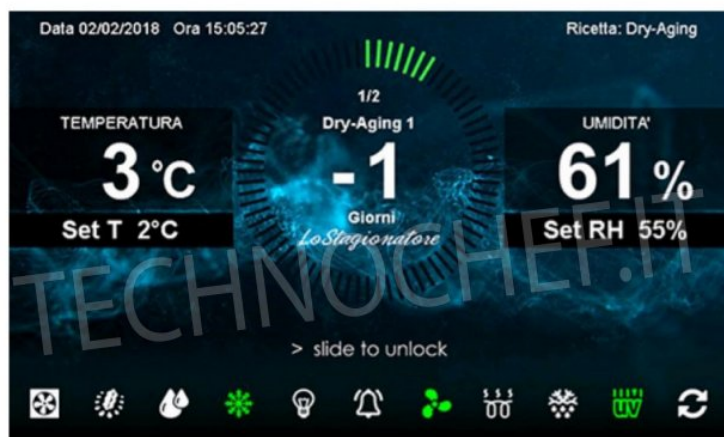 Data 02/02/2018 Ora 15:05:27
Ricetta: Dry-Aging
1/2
TEMPERATURA
Dry-Aging 1
UMIDITA'
3 °C
- 1
61 %
Giorni
Set T 2°C
LoStagionatore
Set RH 55%
TECHNOCHEF.IT
> slide to unlock
UV